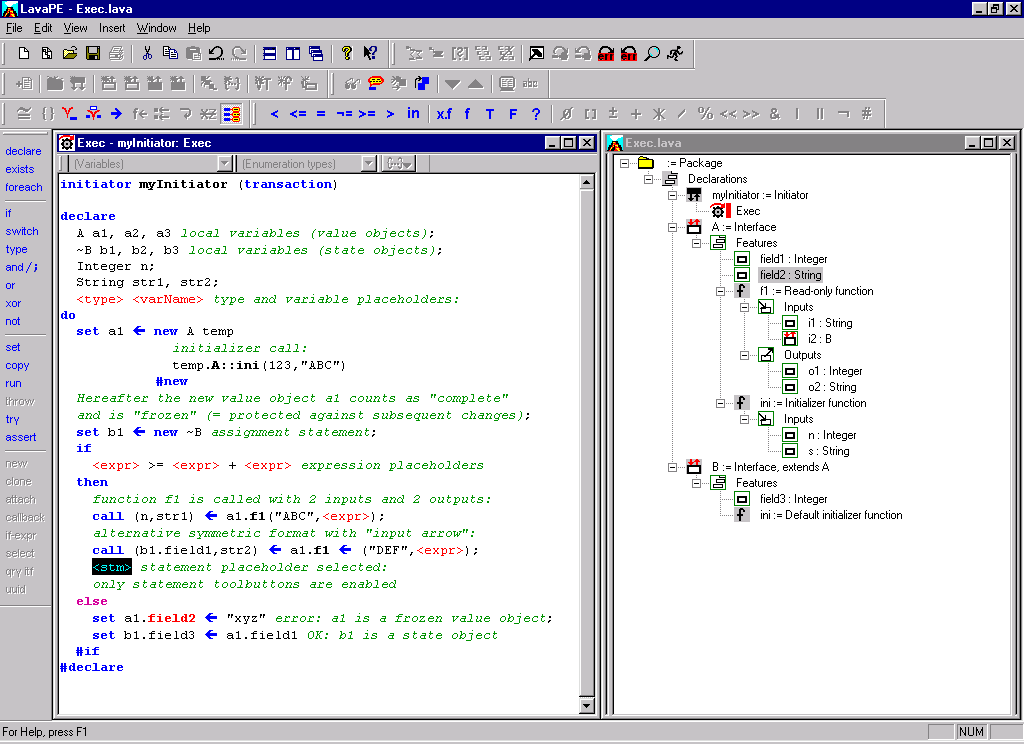 LavaPE - Exec.lava
File Edit View Insert Window Help
≅ {} f← ≠ < <= = ¬= >= > in x.f f T F ? ø [] ± + * / % << >> & | || ¬ #
declare
exists
foreach
if
switch
type
and / ;
or
xor
not
set
copy
run
throw
try
assert
new
clone
attach
callback
if-expr
select
qry itf
uuid
Exec - myInitiator: Exec
(Variables) (Enumeration types) {...}
initiator myInitiator (transaction)
declare
A a1, a2, a3 local variables (value objects);
~B b1, b2, b3 local variables (state objects);
Integer n;
String str1, str2;
<type> <varName> type and variable placeholders:
do
set a1 ← new A temp
initializer call:
temp.A::ini(123,"ABC")
#new
Hereafter the new value object a1 counts as "complete"
and is "frozen" (= protected against subsequent changes);
set b1 ← new ~B assignment statement;
if
<expr> >= <expr> + <expr> expression placeholders
then
function f1 is called with 2 inputs and 2 outputs:
call (n,str1) ← a1.f1("ABC",<expr>);
alternative symmetric format with "input arrow":
call (b1.field1,str2) ← a1.f1 ← ("DEF",<expr>);
<stm> statement placeholder selected:
only statement toolbuttons are enabled
else
set a1.field2 ← "xyz" error: a1 is a frozen value object;
set b1.field3 ← a1.field1 OK: b1 is a state object
#if
#declare
Exec.lava
:= Package
Declarations
myInitiator := Initiator
Exec
A := Interface
Features
field1 : Integer
field2 : String
f1 := Read-only function
Inputs
i1 : String
i2 : B
Outputs
o1 : Integer
o2 : String
ini := Initializer function
Inputs
n : Integer
s : String
B := Interface, extends A
Features
field3 : Integer
ini := Default initializer function
For Help, press F1
NUM